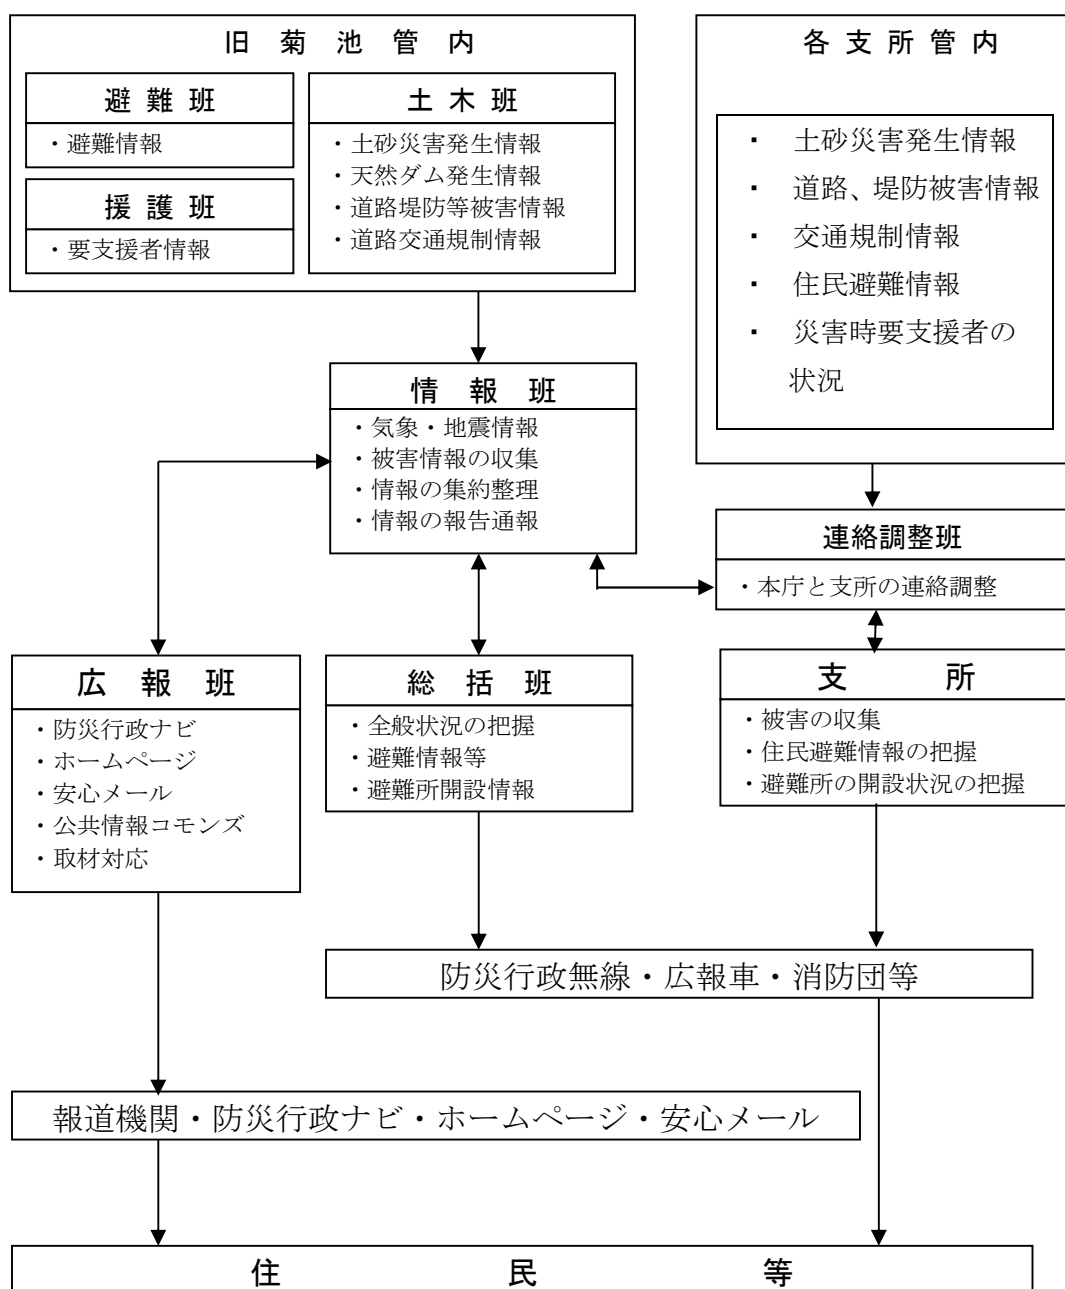 旧菊池管内
避難班
・避難情報
援護班
・要支援者情報
土木班
・土砂災害発生情報
・天然ダム発生情報
・道路堤防等被害情報
・道路交通規制情報
各支所管内
・ 土砂災害発生情報
・ 道路、堤防被害情報
・ 交通規制情報
・ 住民避難情報
・ 災害時要支援者の
状況
情報班
・気象・地震情報
・被害情報の収集
・情報の集約整理
・情報の報告通報
連絡調整班
・本庁と支所の連絡調整
広報班
・防災行政ナビ
・ホームページ
・安心メール
・公共情報コモンズ
・取材対応
総括班
・全般状況の把握
・避難情報等
・避難所開設情報
支所
・被害の収集
・住民避難情報の把握
・避難所の開設状況の把握
防災行政無線・広報車・消防団等
報道機関・防災行政ナビ・ホームページ・安心メール
住民等